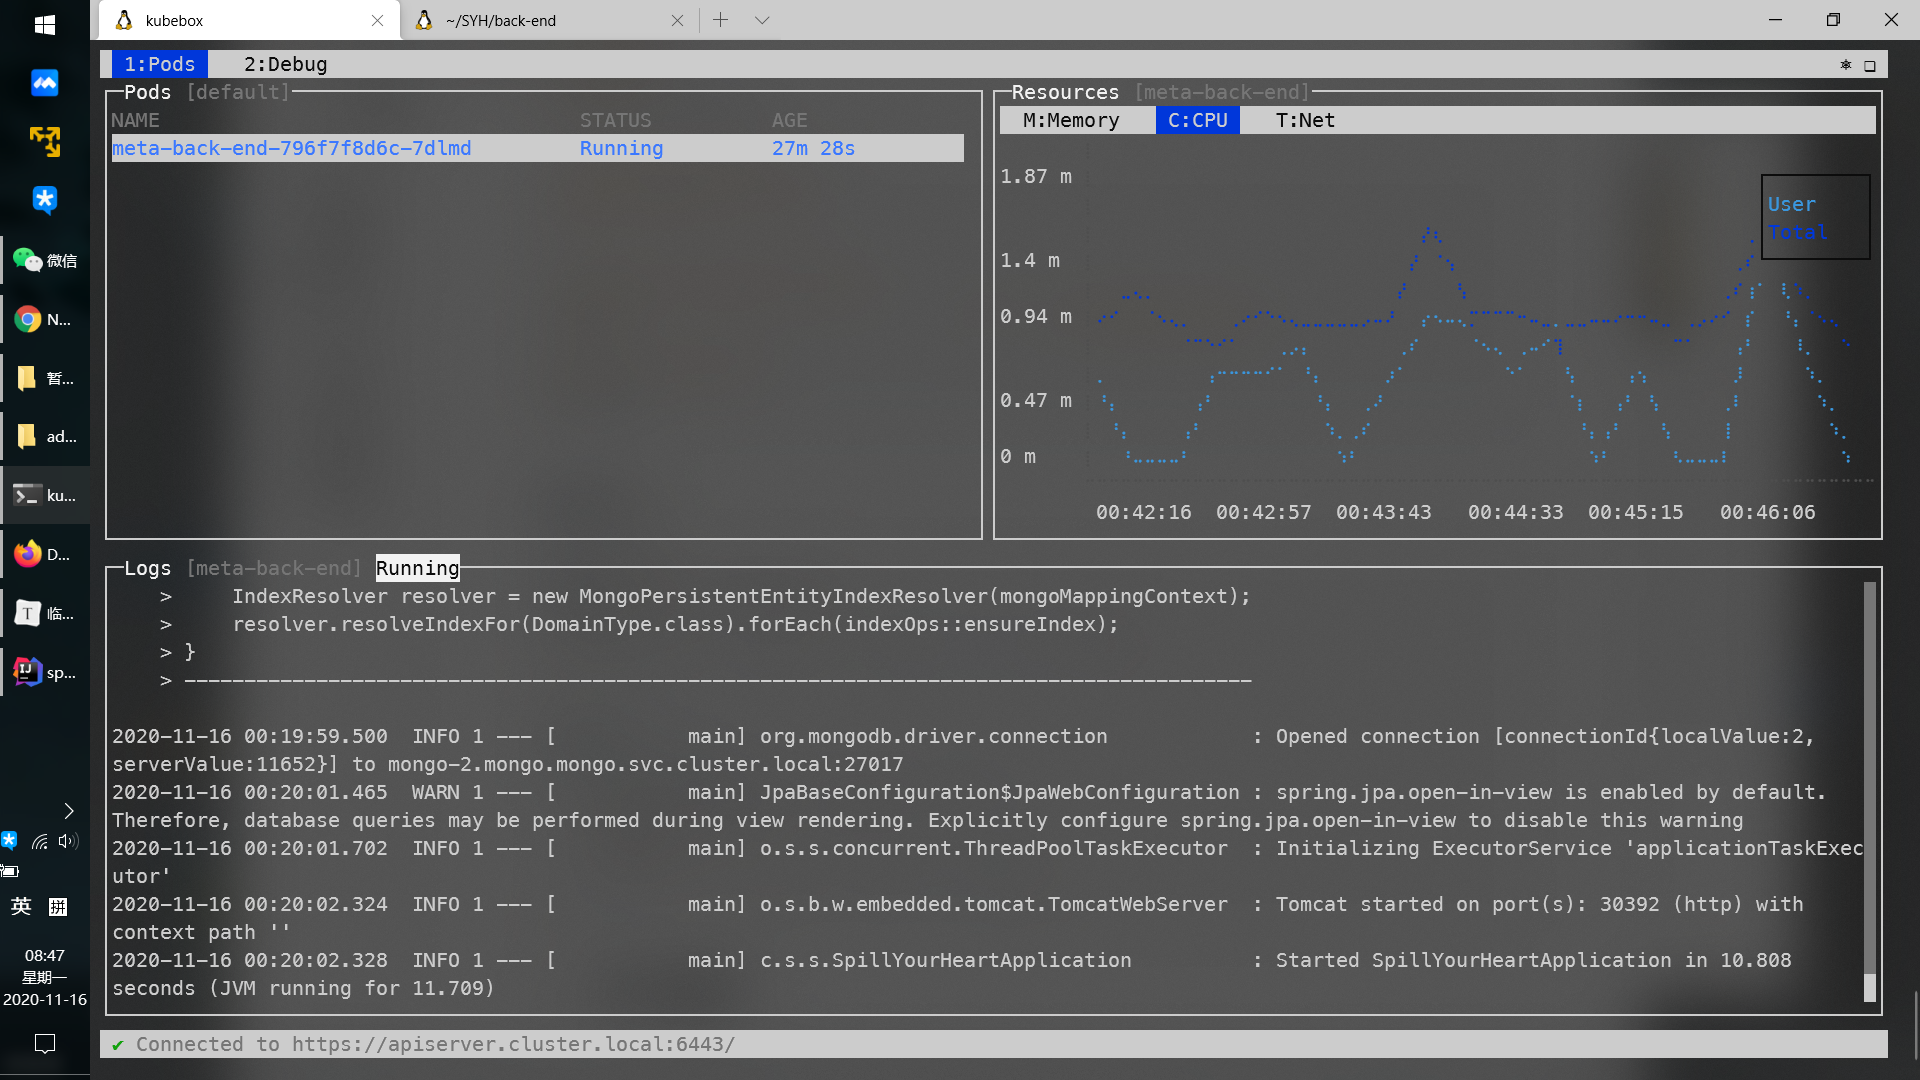 kubebox
~/SYH/back-end
1:Pods 2:Debug
Pods [default]
NAME STATUS AGE
meta-back-end-796f7f8d6c-7dlmd Running 27m 28s
Resources [meta-back-end]
M:Memory C:CPU T:Net
1.87 m
1.4 m
0.94 m
0.47 m
0 m
User
Total
00:42:16 00:42:57 00:43:43 00:44:33 00:45:15 00:46:06
Logs [meta-back-end] Running
> IndexResolver resolver = new MongoPersistentEntityIndexResolver(mongoMappingContext);
> resolver.resolveIndexFor(DomainType.class).forEach(indexOps::ensureIndex);
> }
> -----------------------------------------------------------------------------------------
2020-11-16 00:19:59.500 INFO 1 --- [ main] org.mongodb.driver.connection : Opened connection [connectionId{localValue:2,
serverValue:11652}] to mongo-2.mongo.mongo.svc.cluster.local:27017
2020-11-16 00:20:01.465 WARN 1 --- [ main] JpaBaseConfiguration$JpaWebConfiguration : spring.jpa.open-in-view is enabled by default.
Therefore, database queries may be performed during view rendering. Explicitly configure spring.jpa.open-in-view to disable this warning
2020-11-16 00:20:01.702 INFO 1 --- [ main] o.s.s.concurrent.ThreadPoolTaskExecutor : Initializing ExecutorService 'applicationTaskExec
utor'
2020-11-16 00:20:02.324 INFO 1 --- [ main] o.s.b.w.embedded.tomcat.TomcatWebServer : Tomcat started on port(s): 30392 (http) with
context path ''
2020-11-16 00:20:02.328 INFO 1 --- [ main] c.s.s.SpillYourHeartApplication : Started SpillYourHeartApplication in 10.808
seconds (JVM running for 11.709)
✔ Connected to https://apiserver.cluster.local:6443/
微信
N...
暂...
ad...
ku...
D...
T 临...
IJ sp...
英 拼
08:47
星期一
2020-11-16